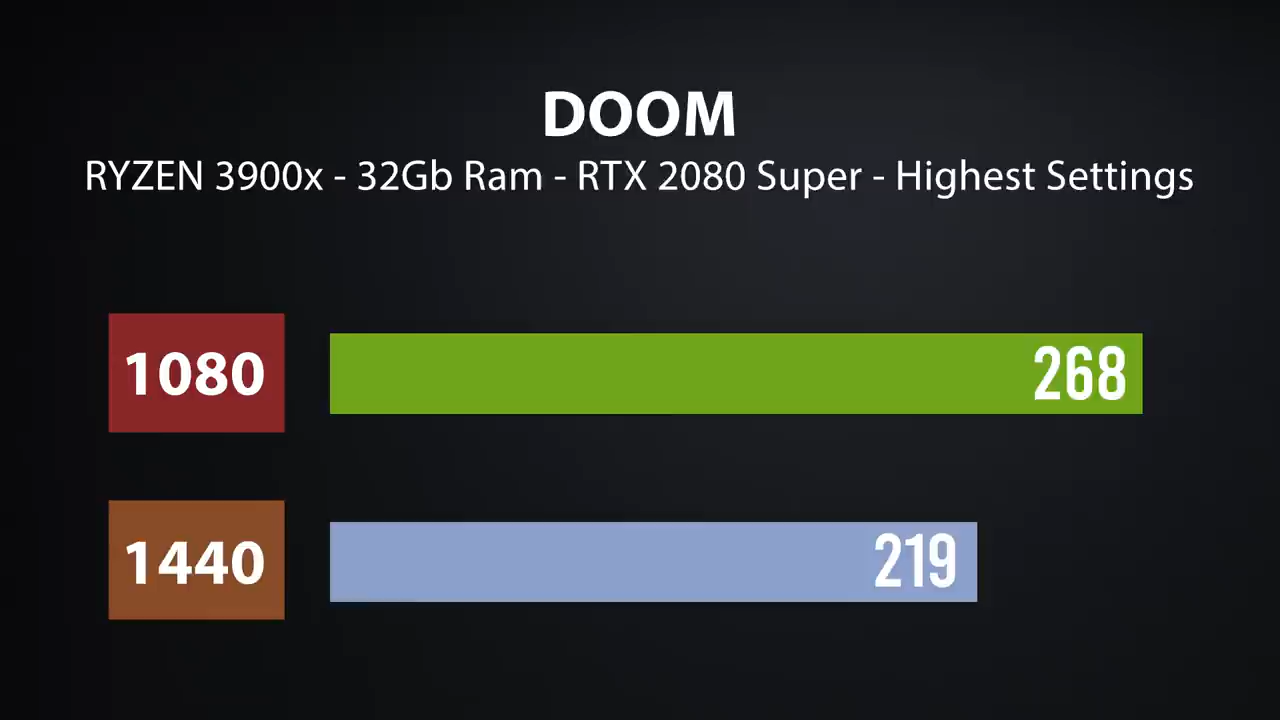 DOOM
RYZEN 3900x - 32Gb Ram - RTX 2080 Super - Highest Settings
1080
268
1440
219